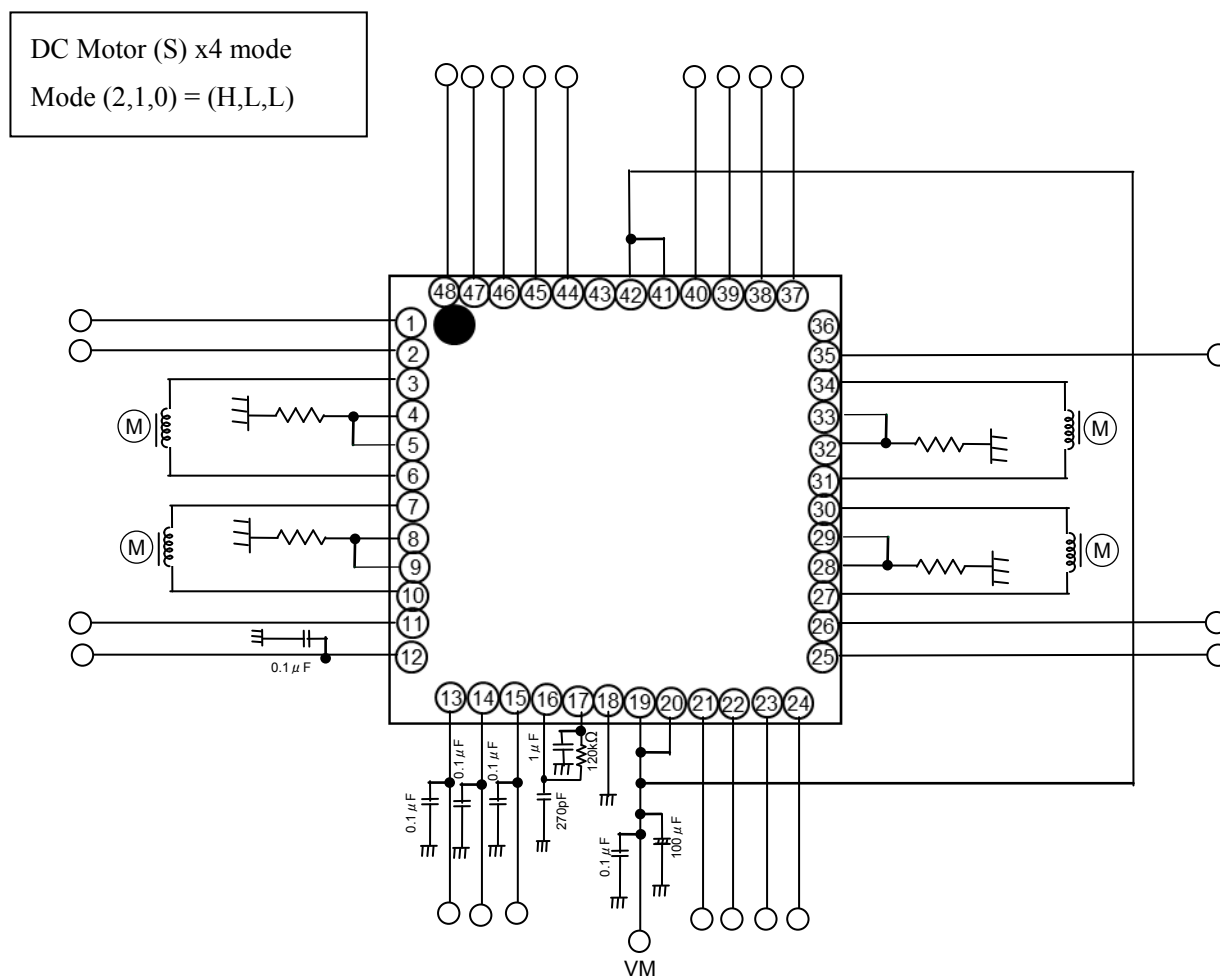 DC Motor (S) x4 mode
Mode (2,1,0) = (H,L,L)
48 47 46 45 44 43 42 41 40 39 38 37
1
2
3
4
5
6
7
8
9
10
11
12
36
35
34
33
32
31
30
29
28
27
26
25
M
M
M
M
0.1μF
13 14 15 16 17 18 19 20 21 22 23 24
0.1μF
0.1μF
0.1μF
1μF
270pF
120kΩ
0.1μF
100μF
VM